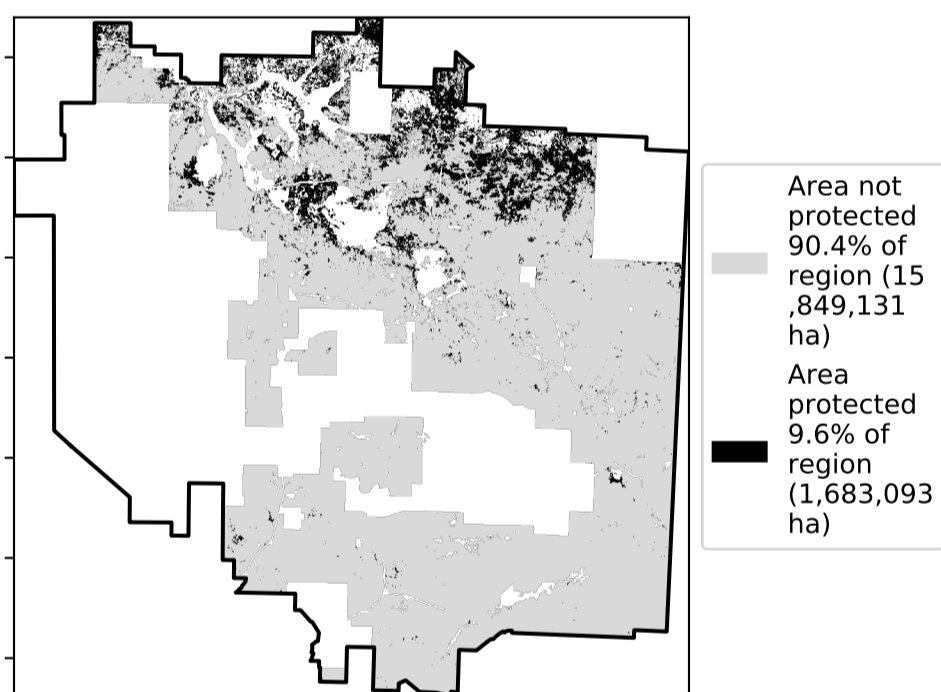 Area not
protected
90.4% of
region (15
,849,131
ha)
Area
protected
9.6% of
region
(1,683,093
ha)